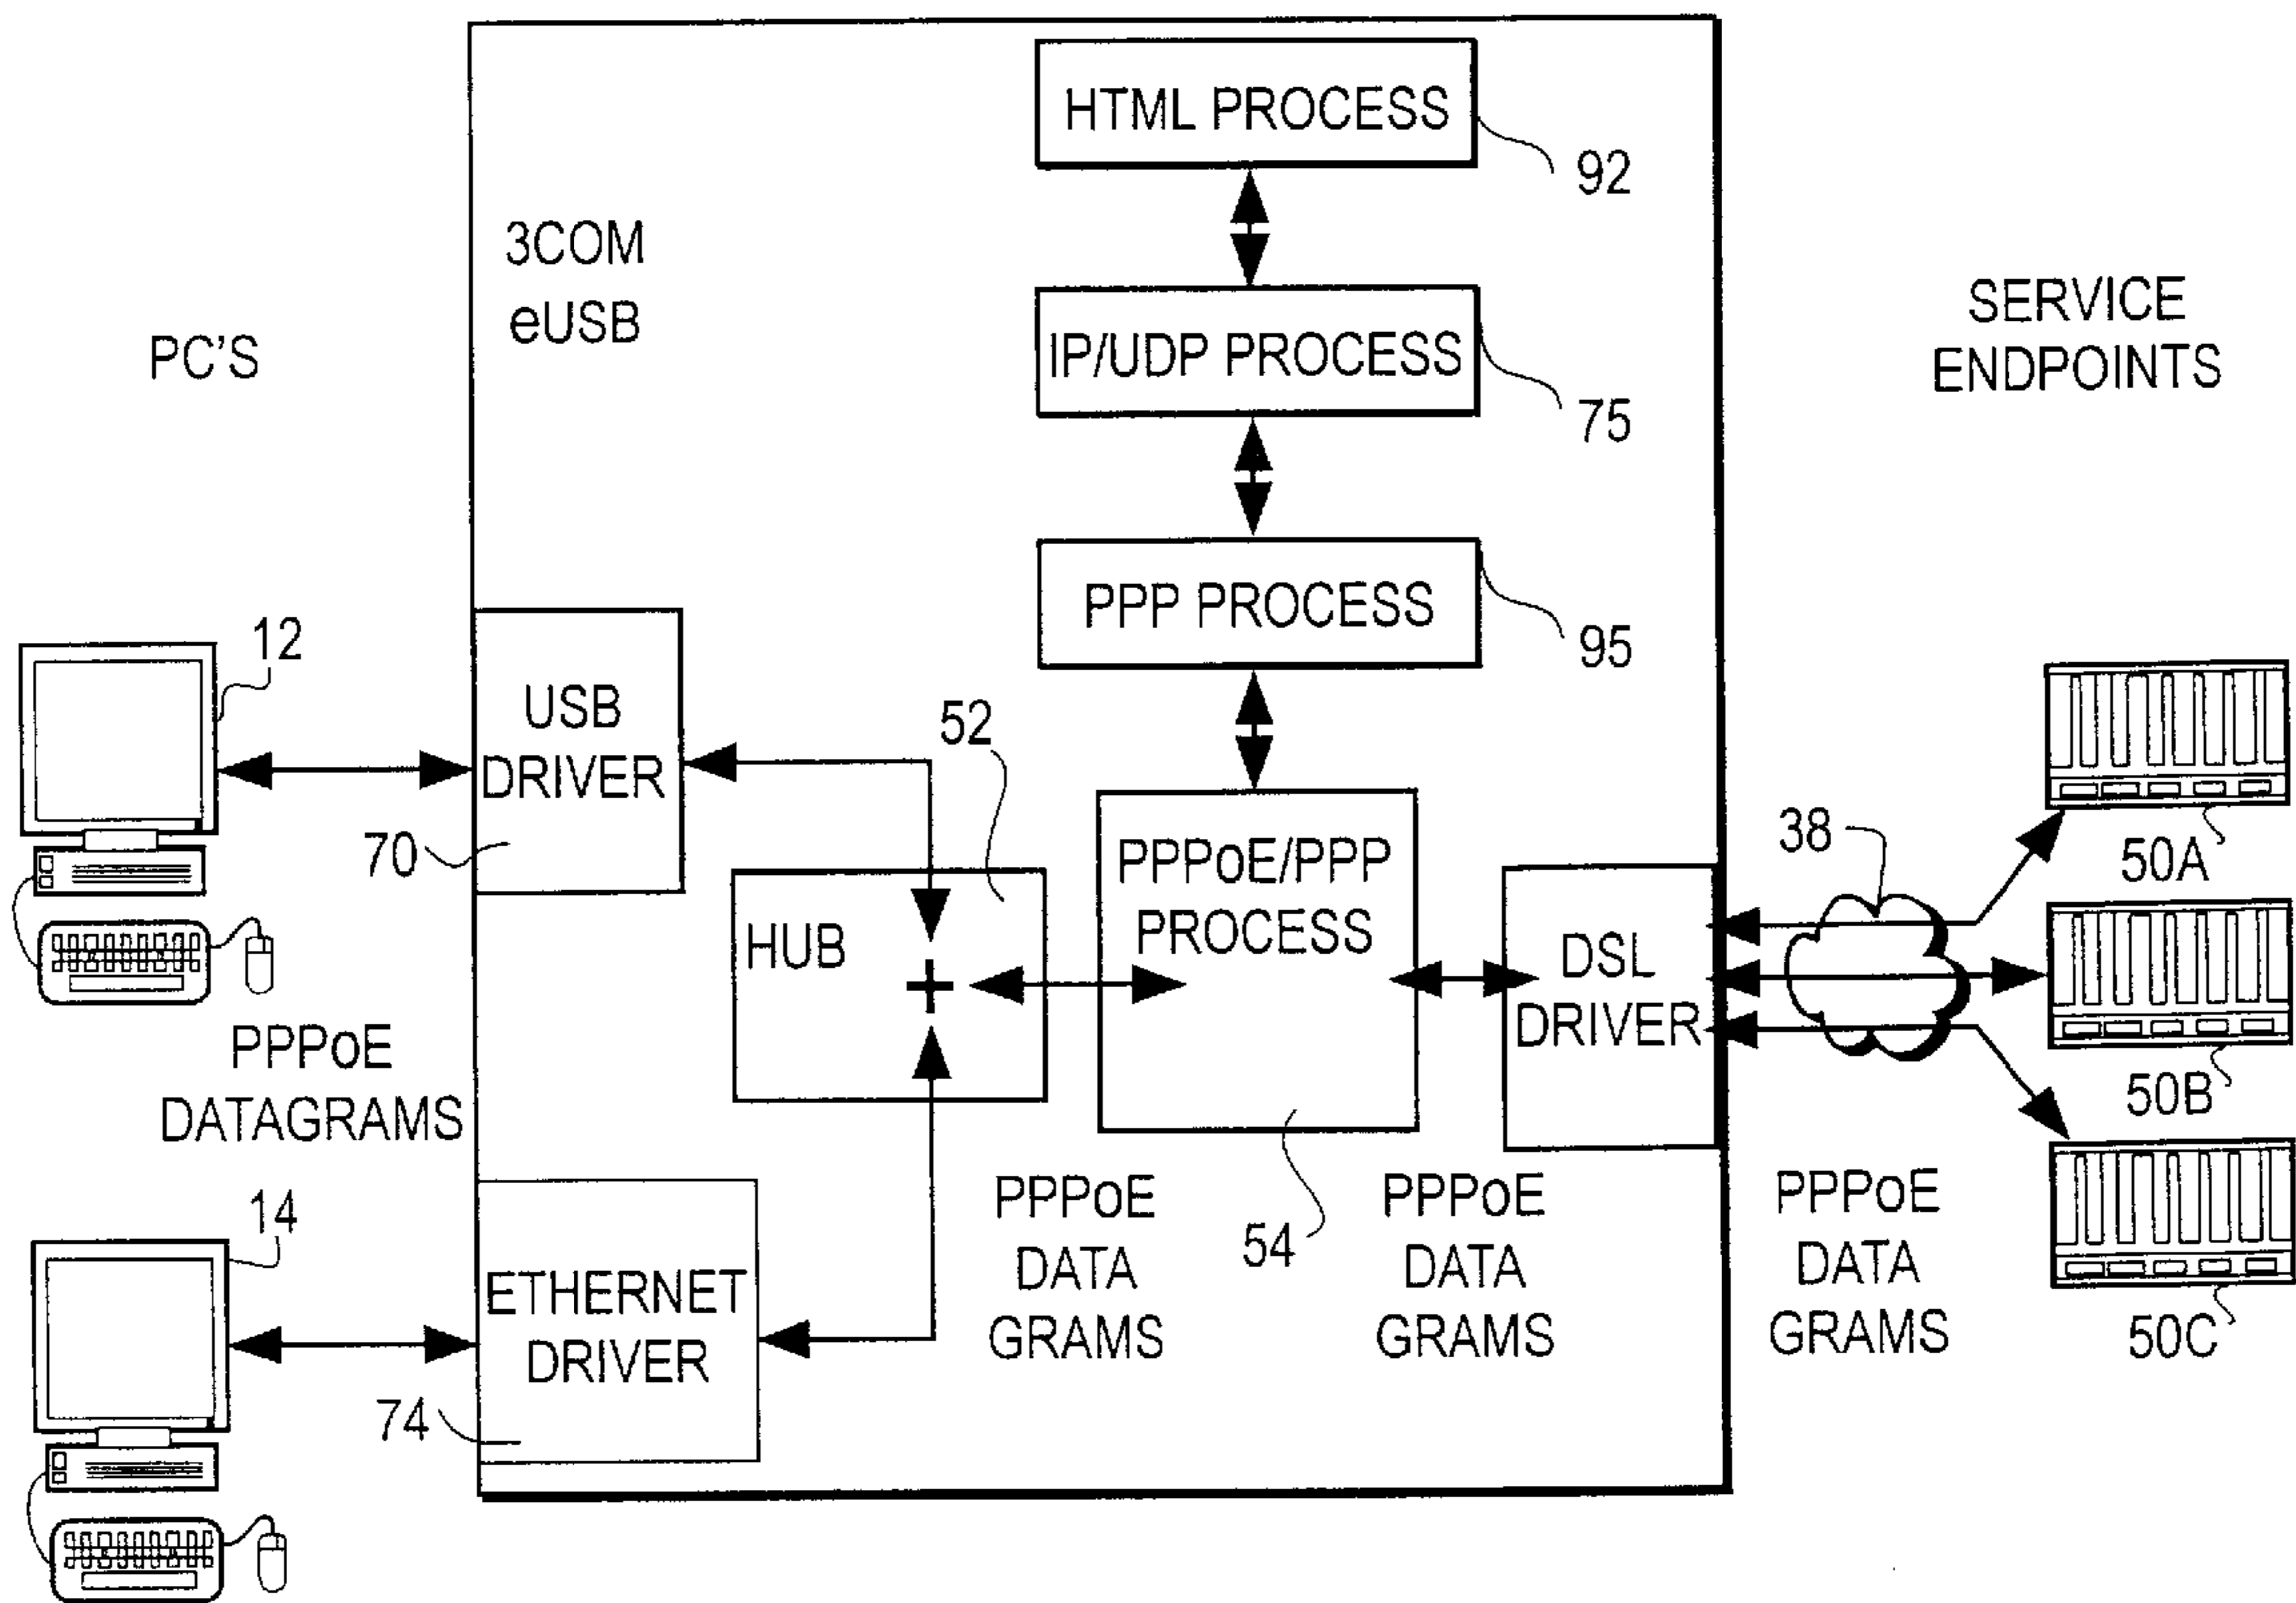 HTML PROCESS
92
3COM
eUSB
IP/UDP PROCESS
75
PC'S
SERVICE
ENDPOINTS
PPP PROCESS
95
12
USB
DRIVER
70
52
HUB
PPPoE/PPP
PROCESS
54
DSL
DRIVER
38
50A
50B
50C
PPPoE
DATAGRAMS
14
ETHERNET
DRIVER
74
PPPoE
DATA
GRAMS
PPPoE
DATA
GRAMS
PPPoE
DATA
GRAMS